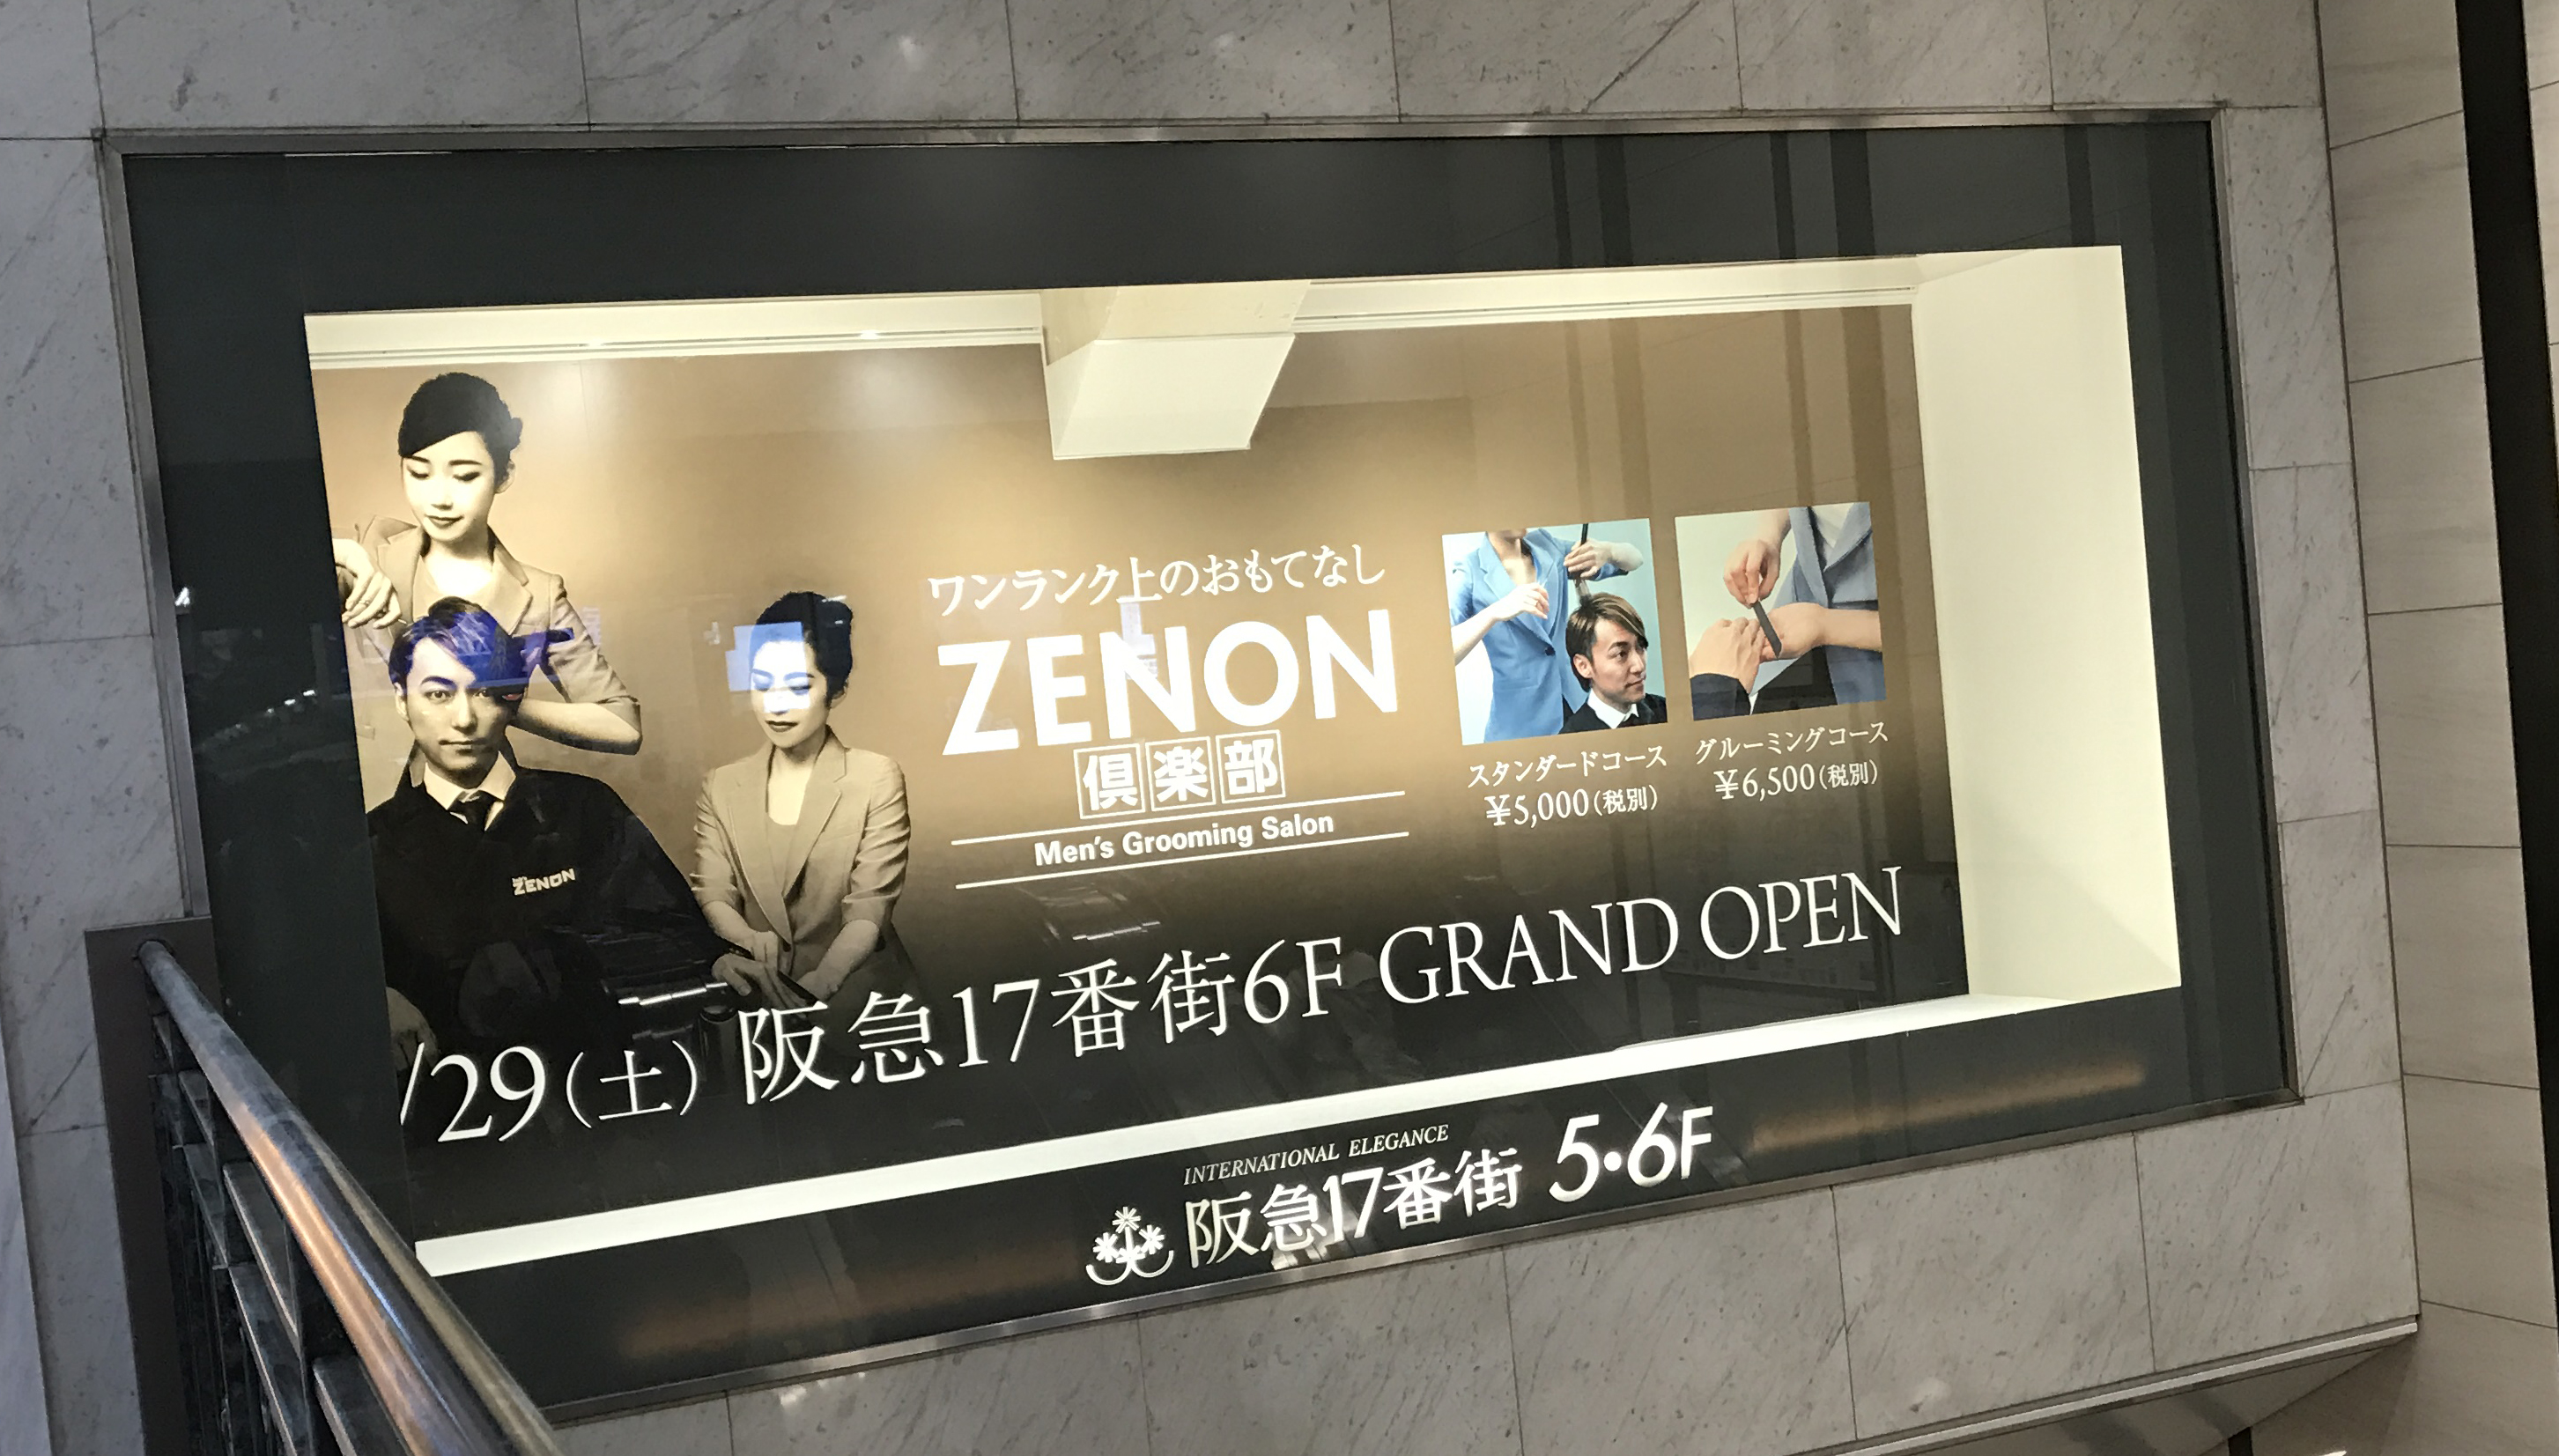 ワンランク上のおもてなし
ZENON
倶楽部
Men's Grooming Salon
スタンダードコース
¥5,000(税別)
グルーミングコース
¥6,500(税別)
ZENON
/29(土) 阪急17番街6F GRAND OPEN
INTERNATIONAL ELEGANCE
阪急17番街 5・6F